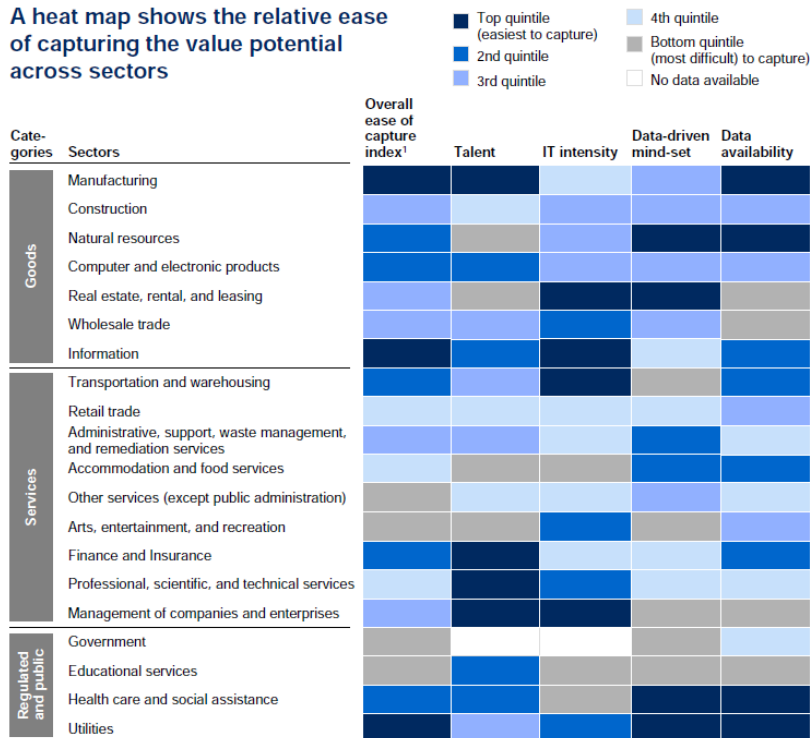 A heat map shows the relative ease
of capturing the value potential
across sectors
Top quintile
(easiest to capture)
2nd quintile
3rd quintile
4th quintile
Bottom quintile
(most difficult) to capture)
No data available
Cate-
gories
Sectors
Overall
ease of
capture
index1
Talent
IT intensity
Data-driven
mind-set
Data
availability
Goods
Manufacturing
Construction
Natural resources
Computer and electronic products
Real estate, rental, and leasing
Wholesale trade
Information
Services
Transportation and warehousing
Retail trade
Administrative, support, waste management,
and remediation services
Accommodation and food services
Other services (except public administration)
Arts, entertainment, and recreation
Finance and Insurance
Professional, scientific, and technical services
Management of companies and enterprises
Regulated
and public
Government
Educational services
Health care and social assistance
Utilities